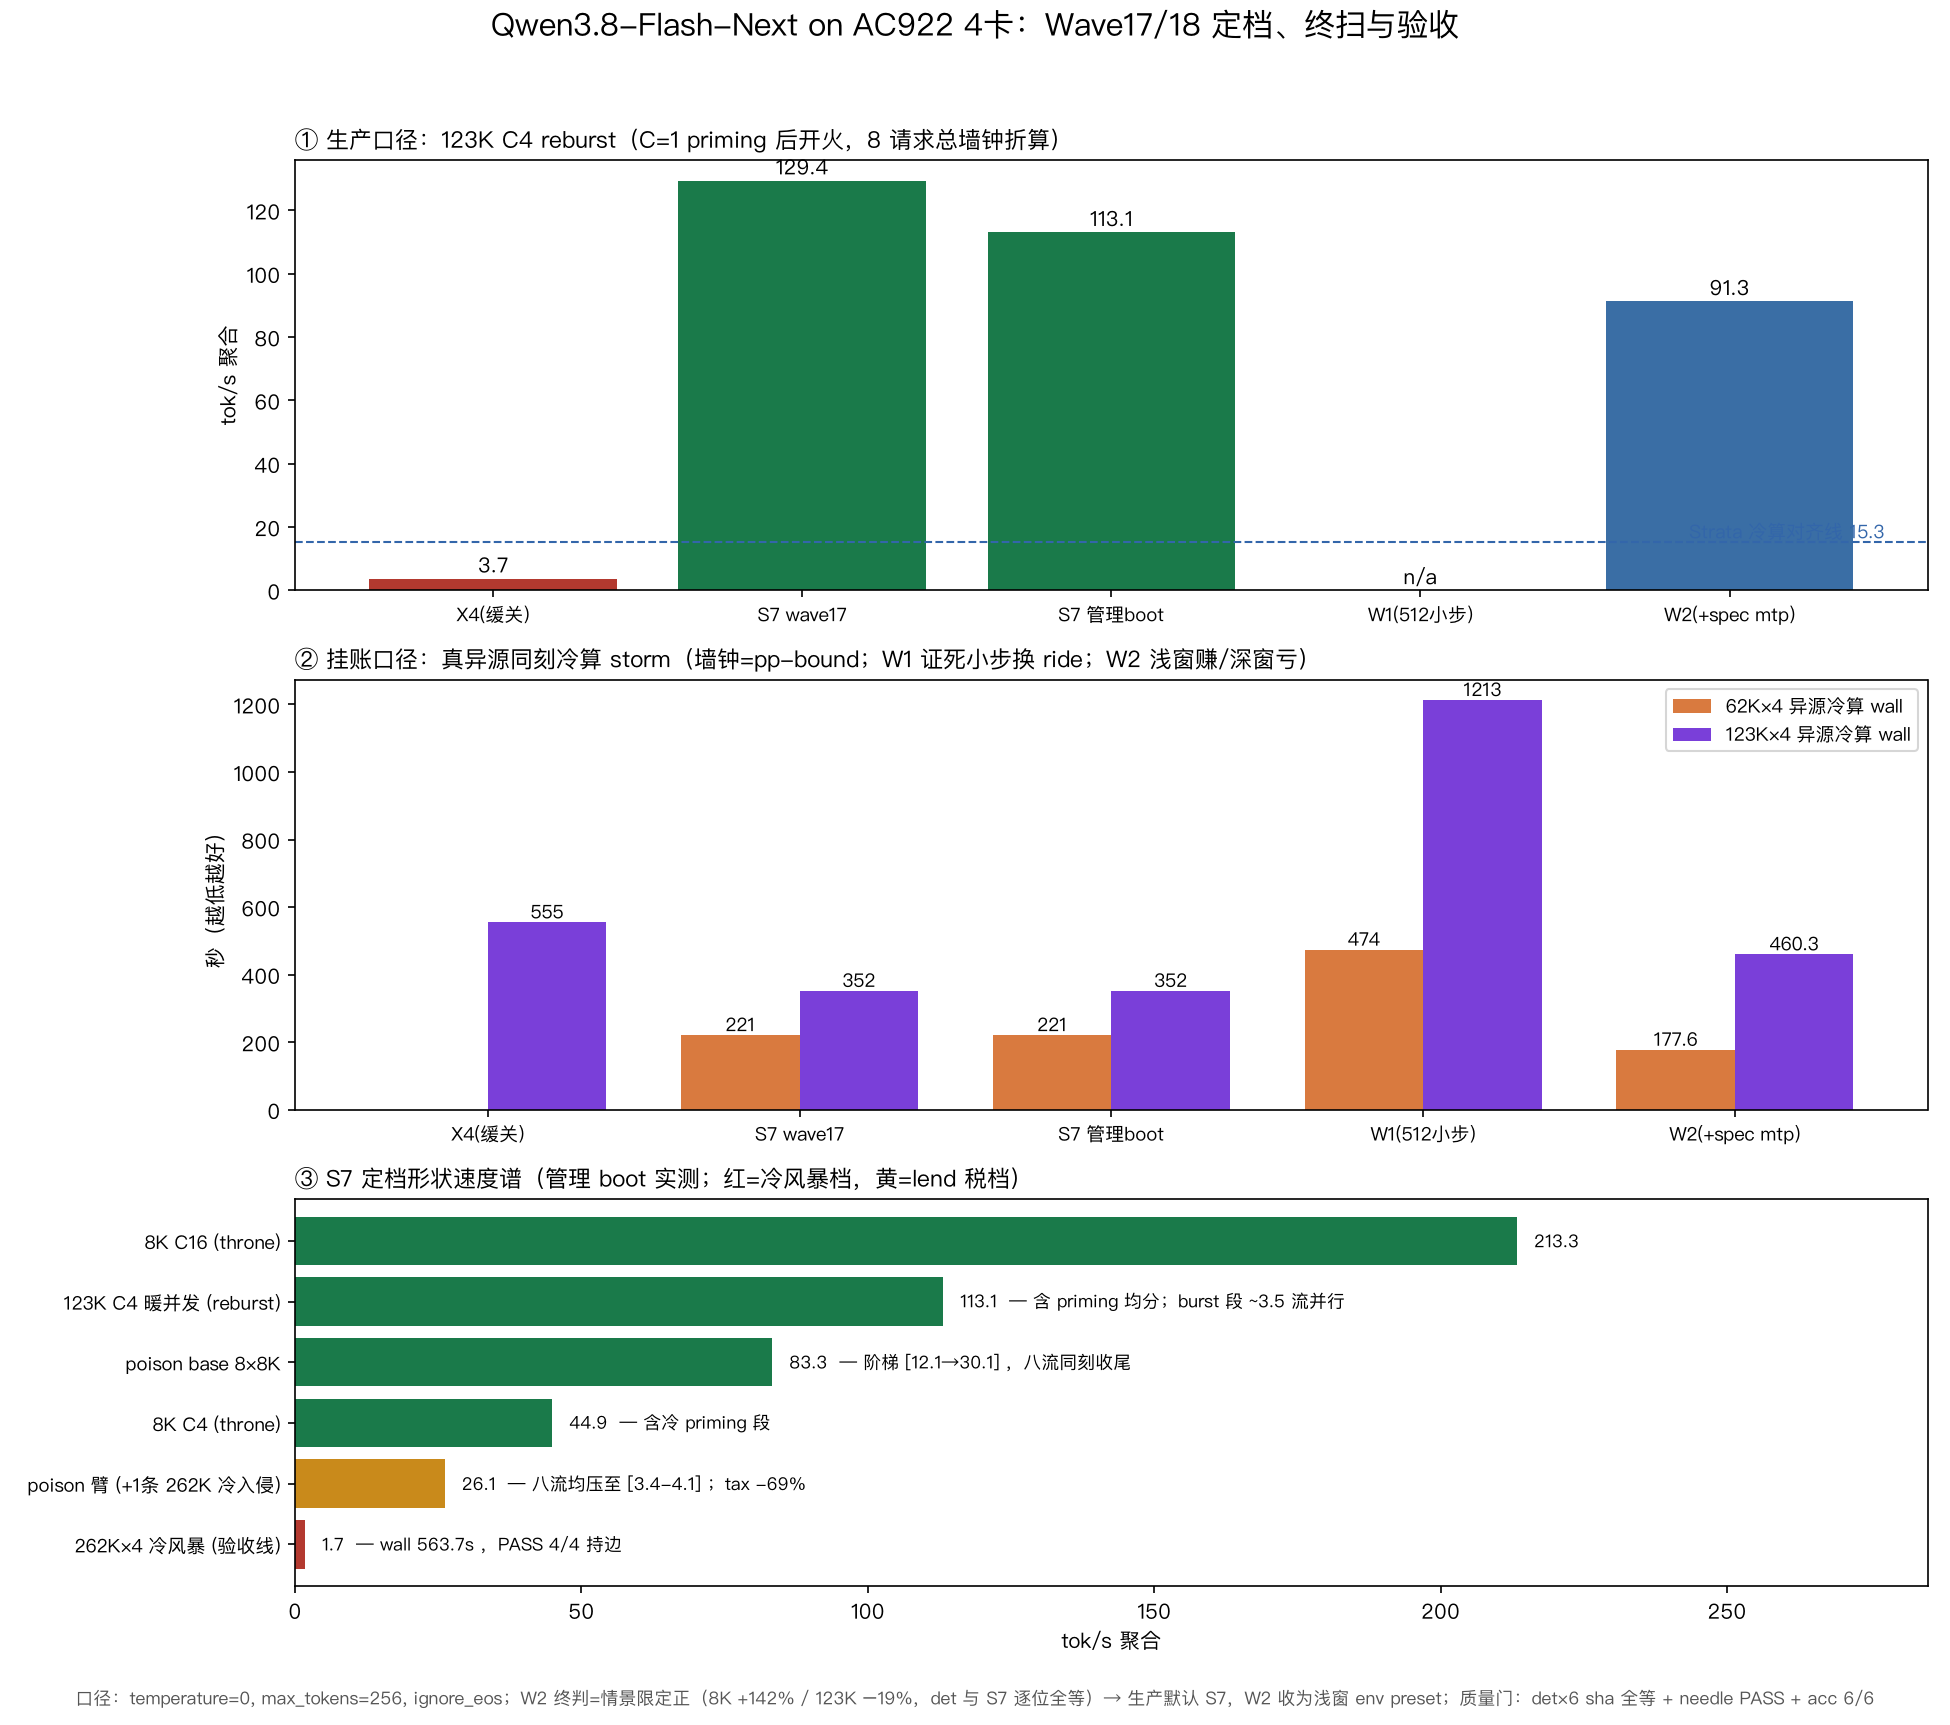 Qwen3.8-Flash-Next on AC922 4卡：Wave17/18 定档、终扫与验收
① 生产口径：123K C4 reburst（C=1 priming 后开火，8 请求总墙钟折算）
tok/s 聚合
120
100
80
60
40
20
0
3.7
129.4
113.1
n/a
91.3
Strata 冷算对齐线 15.3
X4(缓关)
S7 wave17
S7 管理boot
W1(512小步)
W2(+spec mtp)
② 挂账口径：真异源同刻冷算 storm（墙钟=pp-bound；W1 证死小步换 ride；W2 浅窗赚/深窗亏）
秒（越低越好）
1200
1000
800
600
400
200
0
62K×4 异源冷算 wall
123K×4 异源冷算 wall
555
221
352
221
352
474
1213
177.6
460.3
X4(缓关)
S7 wave17
S7 管理boot
W1(512小步)
W2(+spec mtp)
③ S7 定档形状速度谱（管理 boot 实测；红=冷风暴档，黄=lend 税档）
8K C16 (throne)
213.3
123K C4 暖并发 (reburst)
113.1 — 含 priming 均分；burst 段 ~3.5 流并行
poison base 8×8K
83.3 — 阶梯 [12.1→30.1] ，八流同刻收尾
8K C4 (throne)
44.9 — 含冷 priming 段
poison 臂 (+1条 262K 冷入侵)
26.1 — 八流均压至 [3.4–4.1] ；tax −69%
262K×4 冷风暴 (验收线)
1.7 — wall 563.7s ，PASS 4/4 持边
0
50
100
150
200
250
tok/s 聚合
口径：temperature=0, max_tokens=256, ignore_eos；W2 终判=情景限定正（8K +142% / 123K −19%，det 与 S7 逐位全等）→ 生产默认 S7，W2 收为浅窗 env preset；质量门：det×6 sha 全等 + needle PASS + acc 6/6